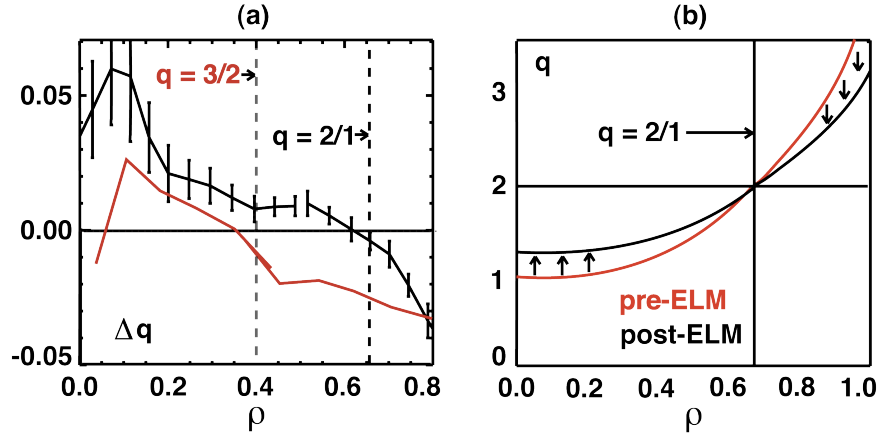 (a)
(b)
0.05
0.00
-0.05
q = 3/2
q = 2/1
Δq
0.0
0.2
0.4
0.6
0.8
ρ
q
3
2
1
0
q = 2/1
pre-ELM
post-ELM
0.0
0.2
0.4
0.6
0.8
1.0
ρ